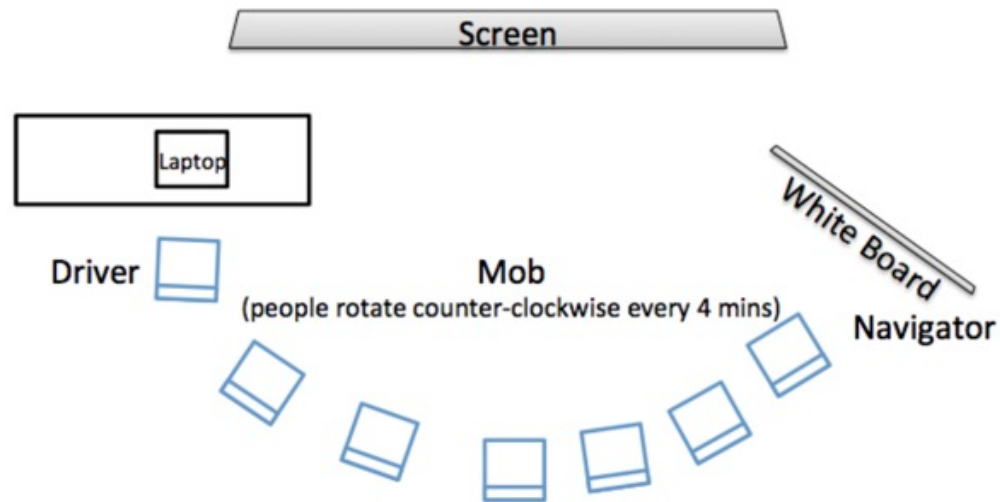 Screen
Laptop
White Board
Driver
Mob
(people rotate counter-clockwise every 4 mins)
Navigator